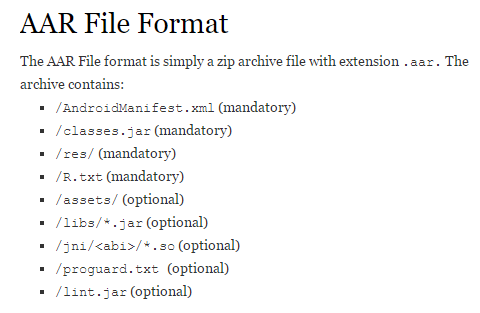 AAR File Format
The AAR File format is simply a zip archive file with extension .aar. The
archive contains:
▪ /AndroidManifest.xml (mandatory)
▪ /classes.jar (mandatory)
▪ /res/ (mandatory)
▪ /R.txt (mandatory)
▪ /assets/ (optional)
▪ /libs/*.jar (optional)
▪ /jni/<abi>/*.so (optional)
▪ /proguard.txt (optional)
▪ /lint.jar (optional)